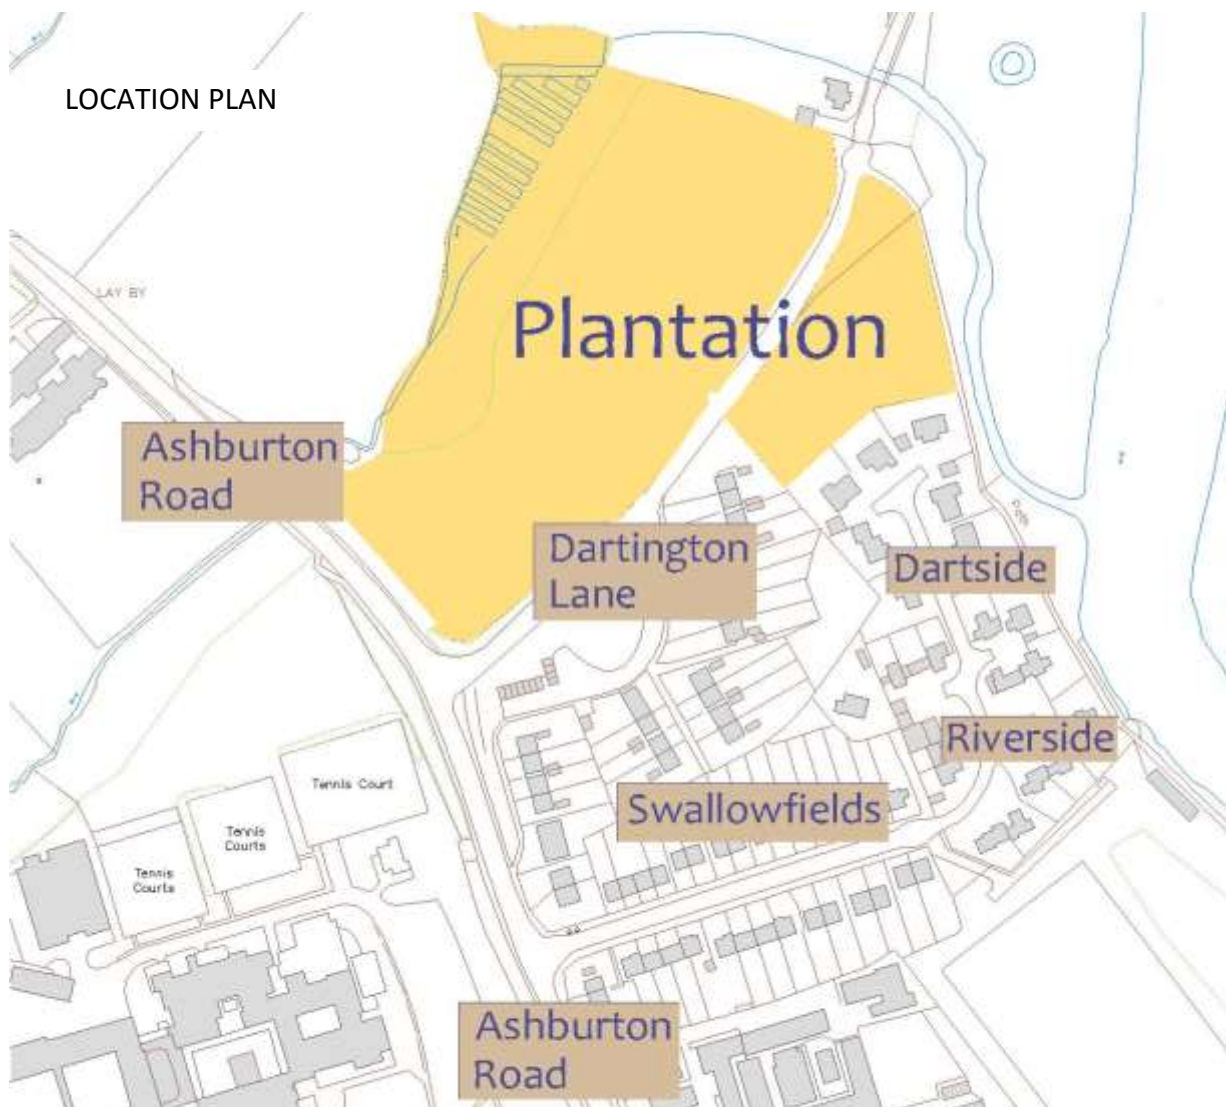 LOCATION PLAN
LAY BY
Plantation
Ashburton
Road
Dartington
Lane
Path
Dartside
Riverside
Swallowfields
Tennis Court
Tennis
Courts
Tennis
Courts
Ashburton
Road